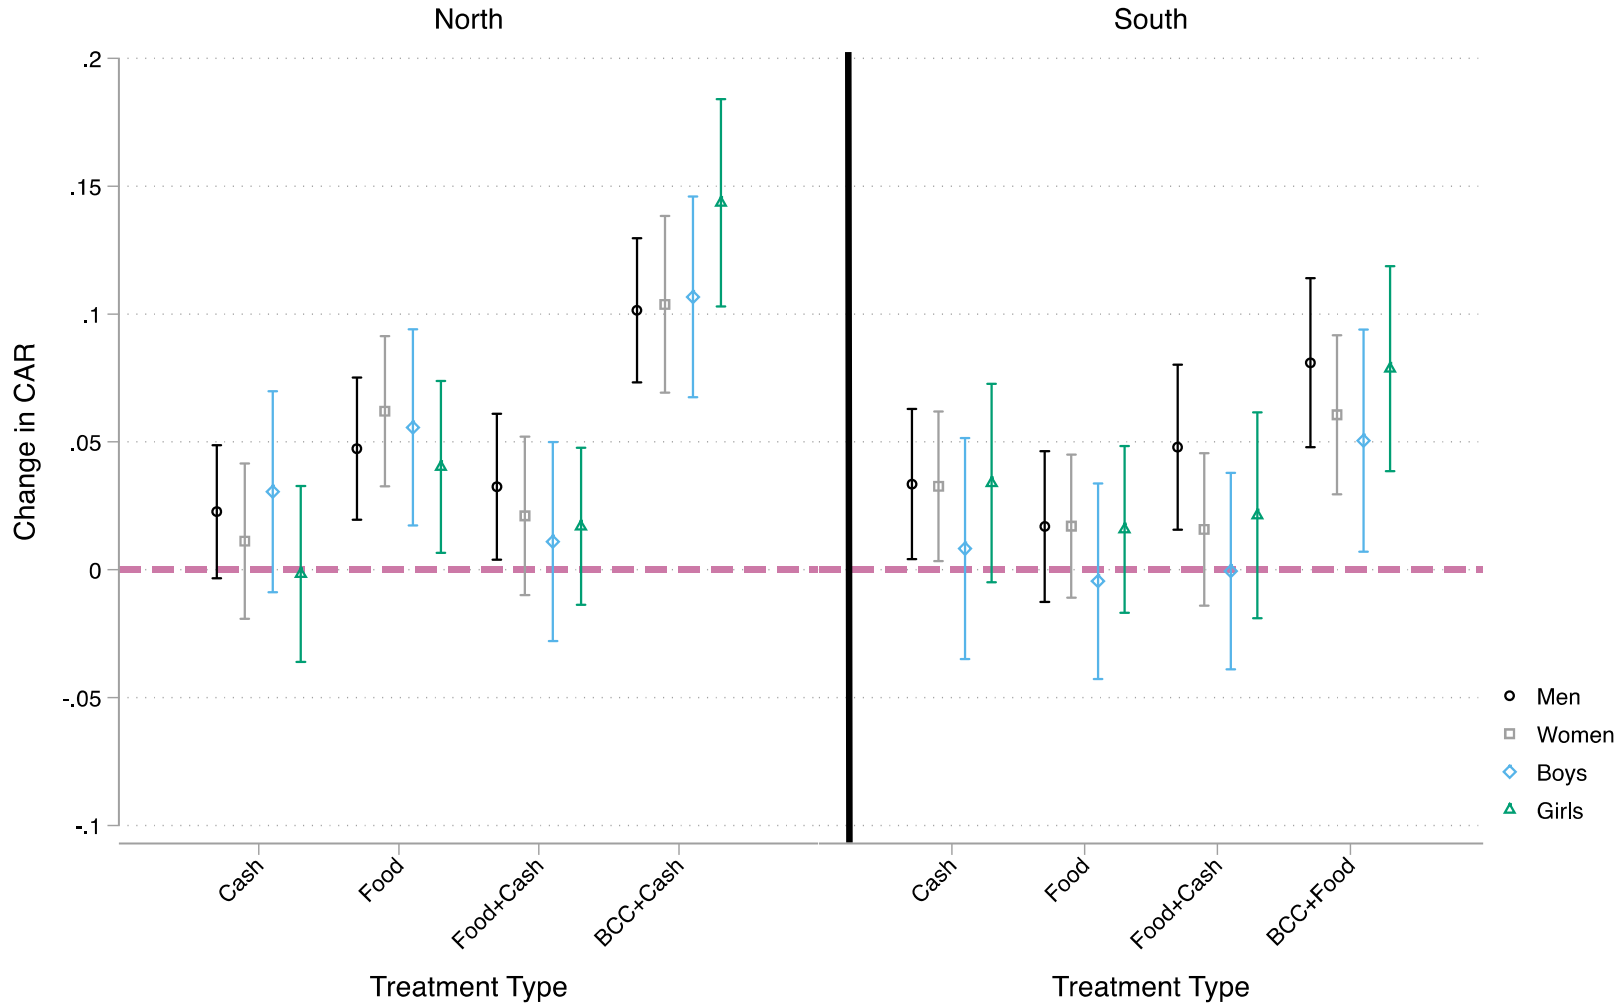 North
South
.2
.15
.1
.05
0
-.05
-.1
Change in CAR
Cash
Food
Food+Cash
BCC+Cash
Cash
Food
Food+Cash
BCC+Food
Treatment Type
Treatment Type
Men
Women
Boys
Girls